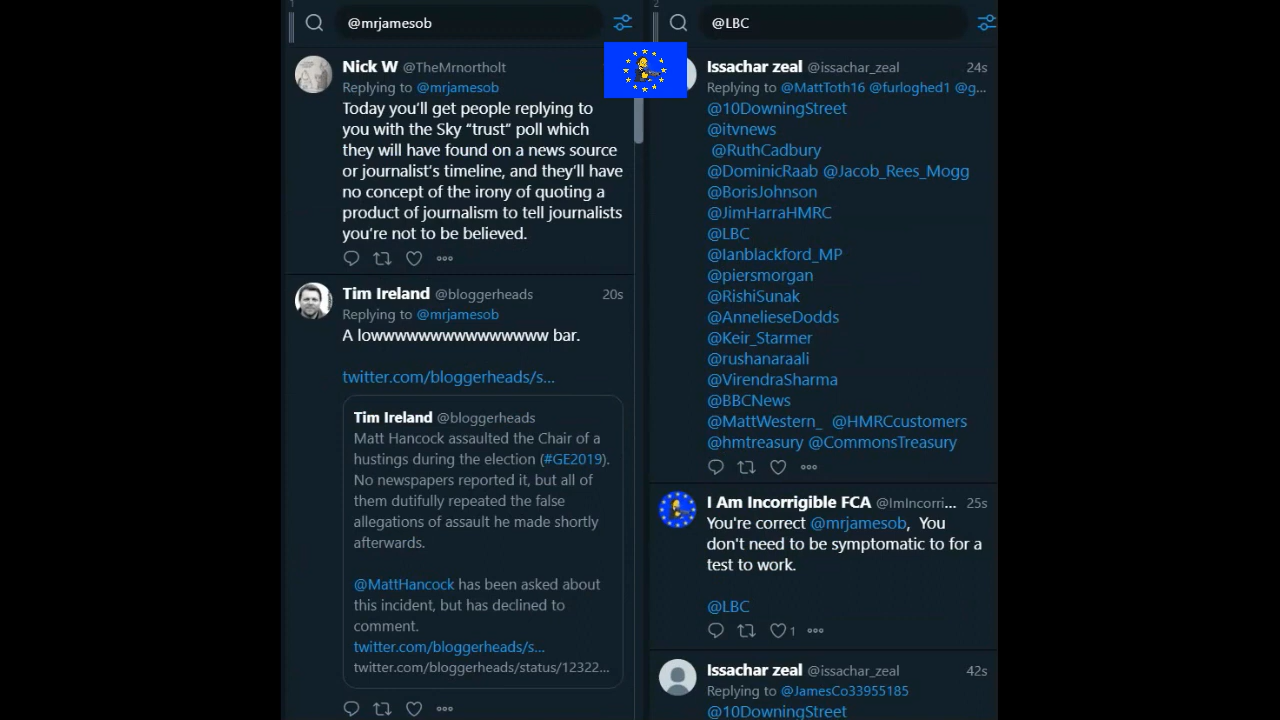 1
@mrjamesob
Nick W @TheMrnortholt
Replying to @mrjamesob
Today you'll get people replying to
you with the Sky “trust” poll which
they will have found on a news source
or journalist's timeline, and they'll have
no concept of the irony of quoting a
product of journalism to tell journalists
you're not to be believed.
Tim Ireland @bloggerheads 20s
Replying to @mrjamesob
A lowwwwwwwwwwwwwww bar.
twitter.com/bloggerheads/s...
Tim Ireland @bloggerheads
Matt Hancock assaulted the Chair of a
hustings during the election (#GE2019).
No newspapers reported it, but all of
them dutifully repeated the false
allegations of assault he made shortly
afterwards.
@MattHancock has been asked about
this incident, but has declined to
comment.
twitter.com/bloggerheads/s...
twitter.com/bloggerheads/status/12322...
2
@LBC
Issachar zeal @issachar_zeal 24s
Replying to @MattToth16 @furloghed1 @g...
@10DowningStreet
@itvnews
@RuthCadbury
@DominicRaab @Jacob_Rees_Mogg
@BorisJohnson
@JimHarraHMRC
@LBC
@Ianblackford_MP
@piersmorgan
@RishiSunak
@AnnelieseDodds
@Keir_Starmer
@rushanaraali
@VirendraSharma
@BBCNews
@MattWestern_ @HMRCcustomers
@hmtreasury @CommonsTreasury
I Am Incorrigible FCA @ImIncorri... 25s
You're correct @mrjamesob, You
don't need to be symptomatic to for a
test to work.
@LBC
1
Issachar zeal @issachar_zeal 42s
Replying to @JamesCo33955185
@10DowningStreet